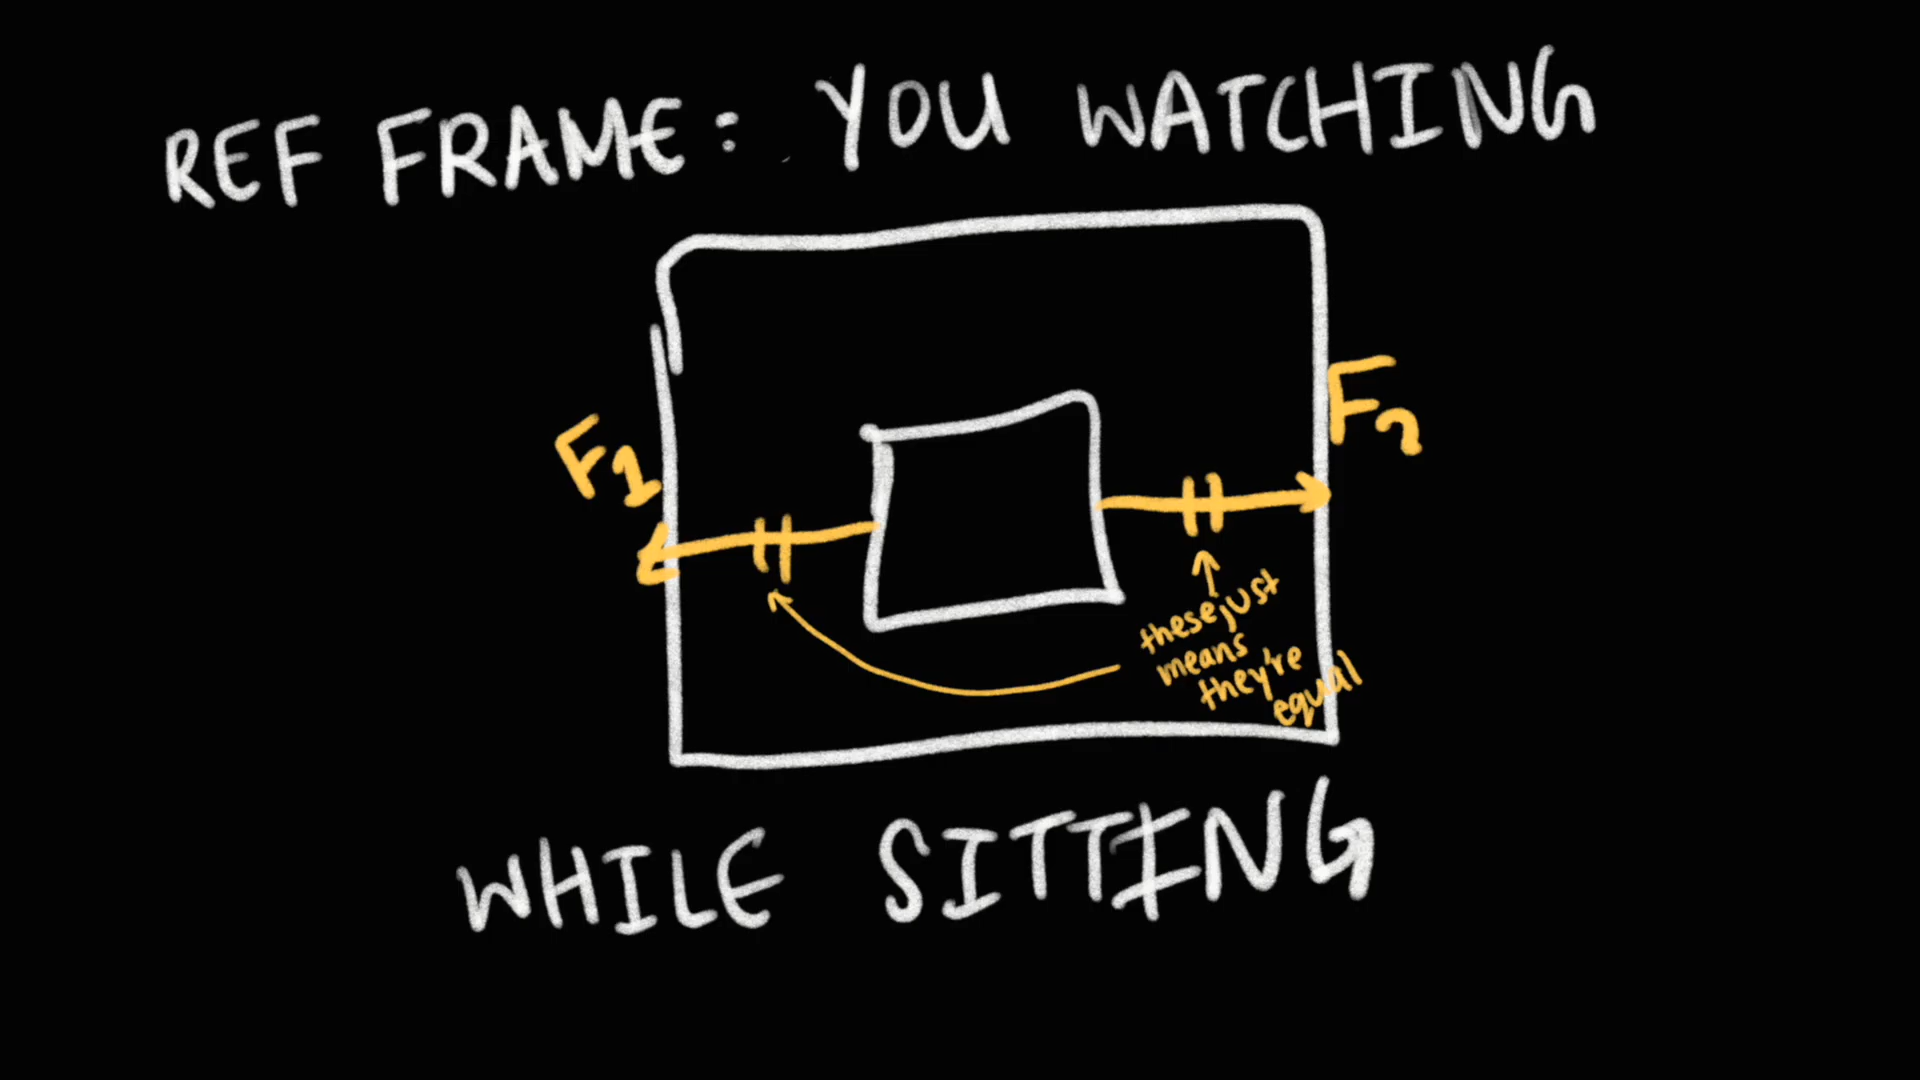 REF FRAME: YOU WATCHING
F1
F2
these just
means
they're
equal
WHILE SITTING